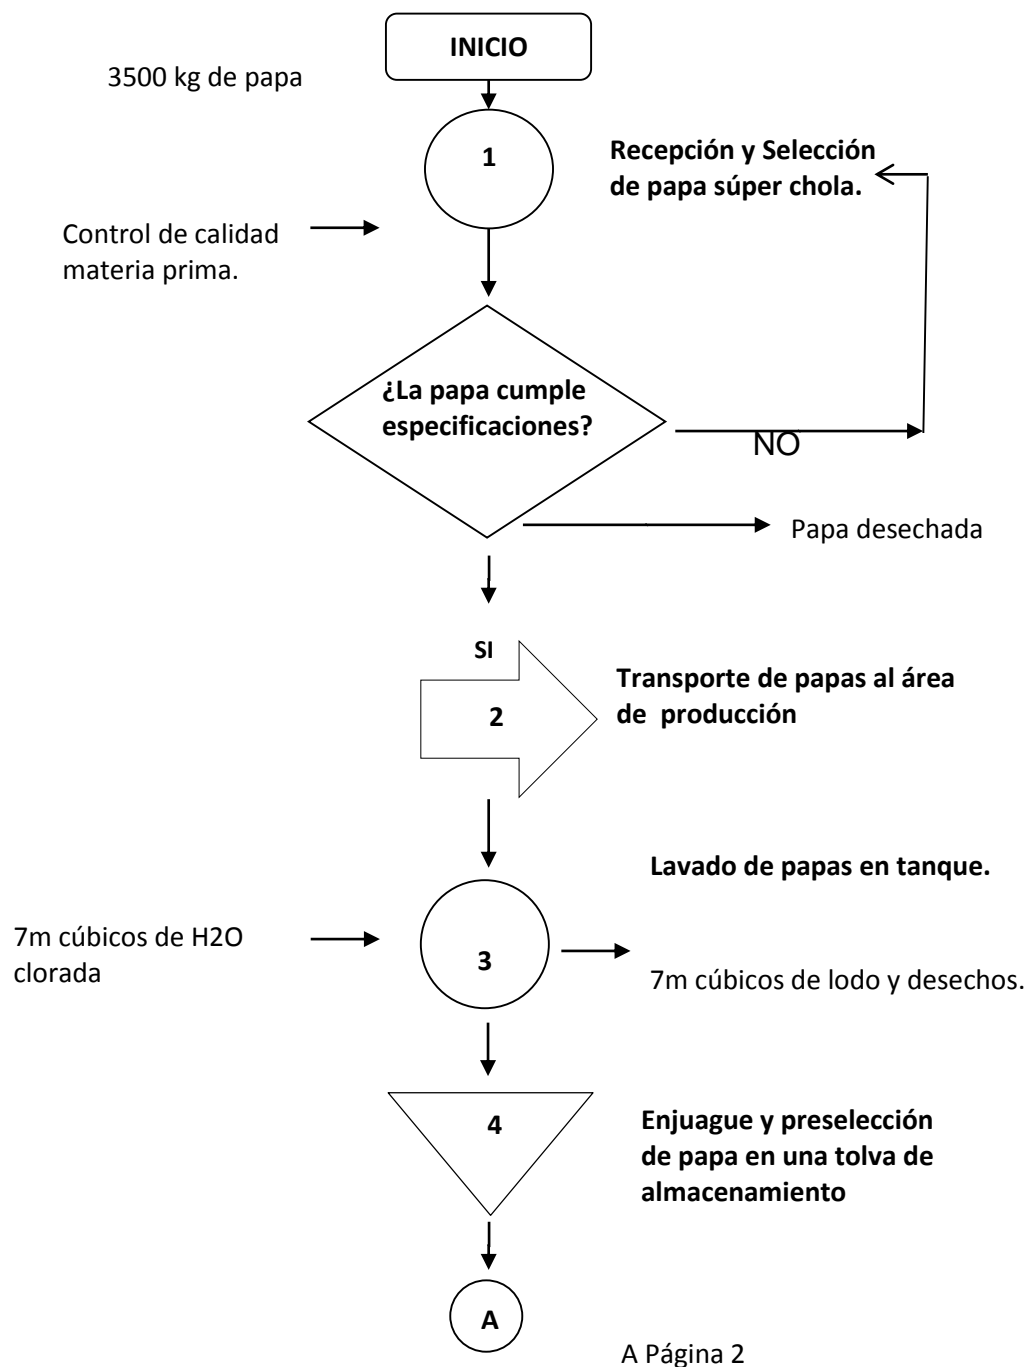 INICIO
3500 kg de papa
1
Recepción y Selección
de papa súper chola.
Control de calidad
materia prima.
¿La papa cumple
especificaciones?
NO
Papa desechada
SI
2
Transporte de papas al área
de  producción
Lavado de papas en tanque.
7m cúbicos de H2O
clorada
3
7m cúbicos de lodo y desechos.
4
Enjuague y preselección
de papa en una tolva de
almacenamiento
A
A Página 2